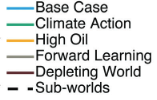 Base Case
Climate Action
High Oil
Forward Learning
Depleting World
Sub-worlds